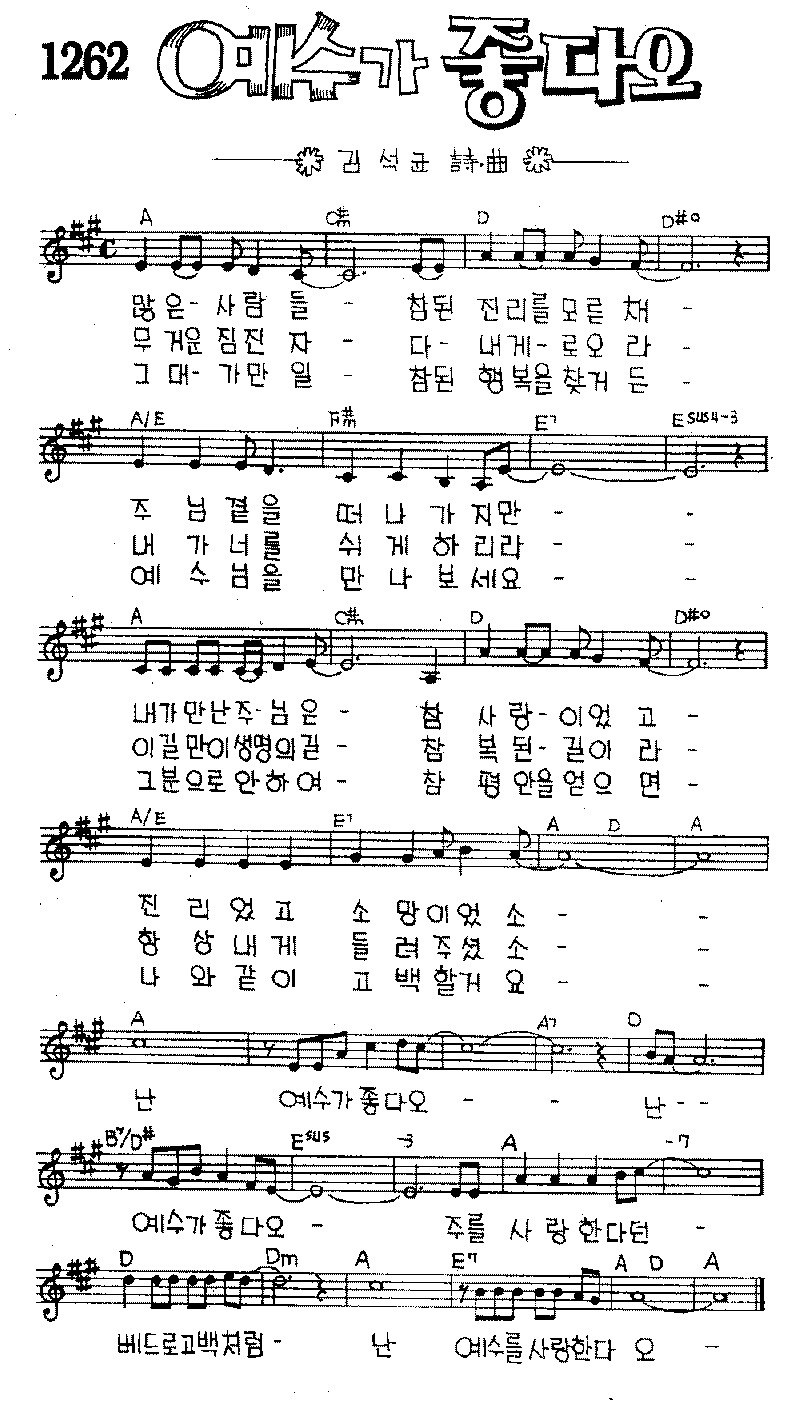 1262 예수가 좋다오
김석균 詩·曲
A C#m D D#o
많은- 사람들 - 참된 진리를 모른 채 -
무거운 짐진 자 - 다- 내게-로오 라 -
그대- 가만일 - 참된 행복을 찾거 든 -
A/E F#m E7 Esus4-3
주 님 곁을 떠 나 가 지만 - -
내 가 너를 쉬 게 하 리라 - -
예 수 님을 만 나 보 세요 - -
A C#m D D#o
내가만난주-님은 - 참 사랑-이었 고 -
이길만이생명의길 - 참 복된-길이 라 -
그분으로안하여 - 참 평안을얻으 면 -
A/E E7 A D A
진 리 었 고 소 망이었 소 - -
항 상 내 게 들 려 주셨 소 - -
나 와 같 이 고 백 할거 요 - -
A A7 D
난 예수가좋다오 - - 난 - -
B7/D# Esus -3 A -7
예수가좋다오 - 주를 사 랑 한다던 -
D Dm A E7 A D A
베드로고백처럼 - 난 예수를사랑한다 오 -